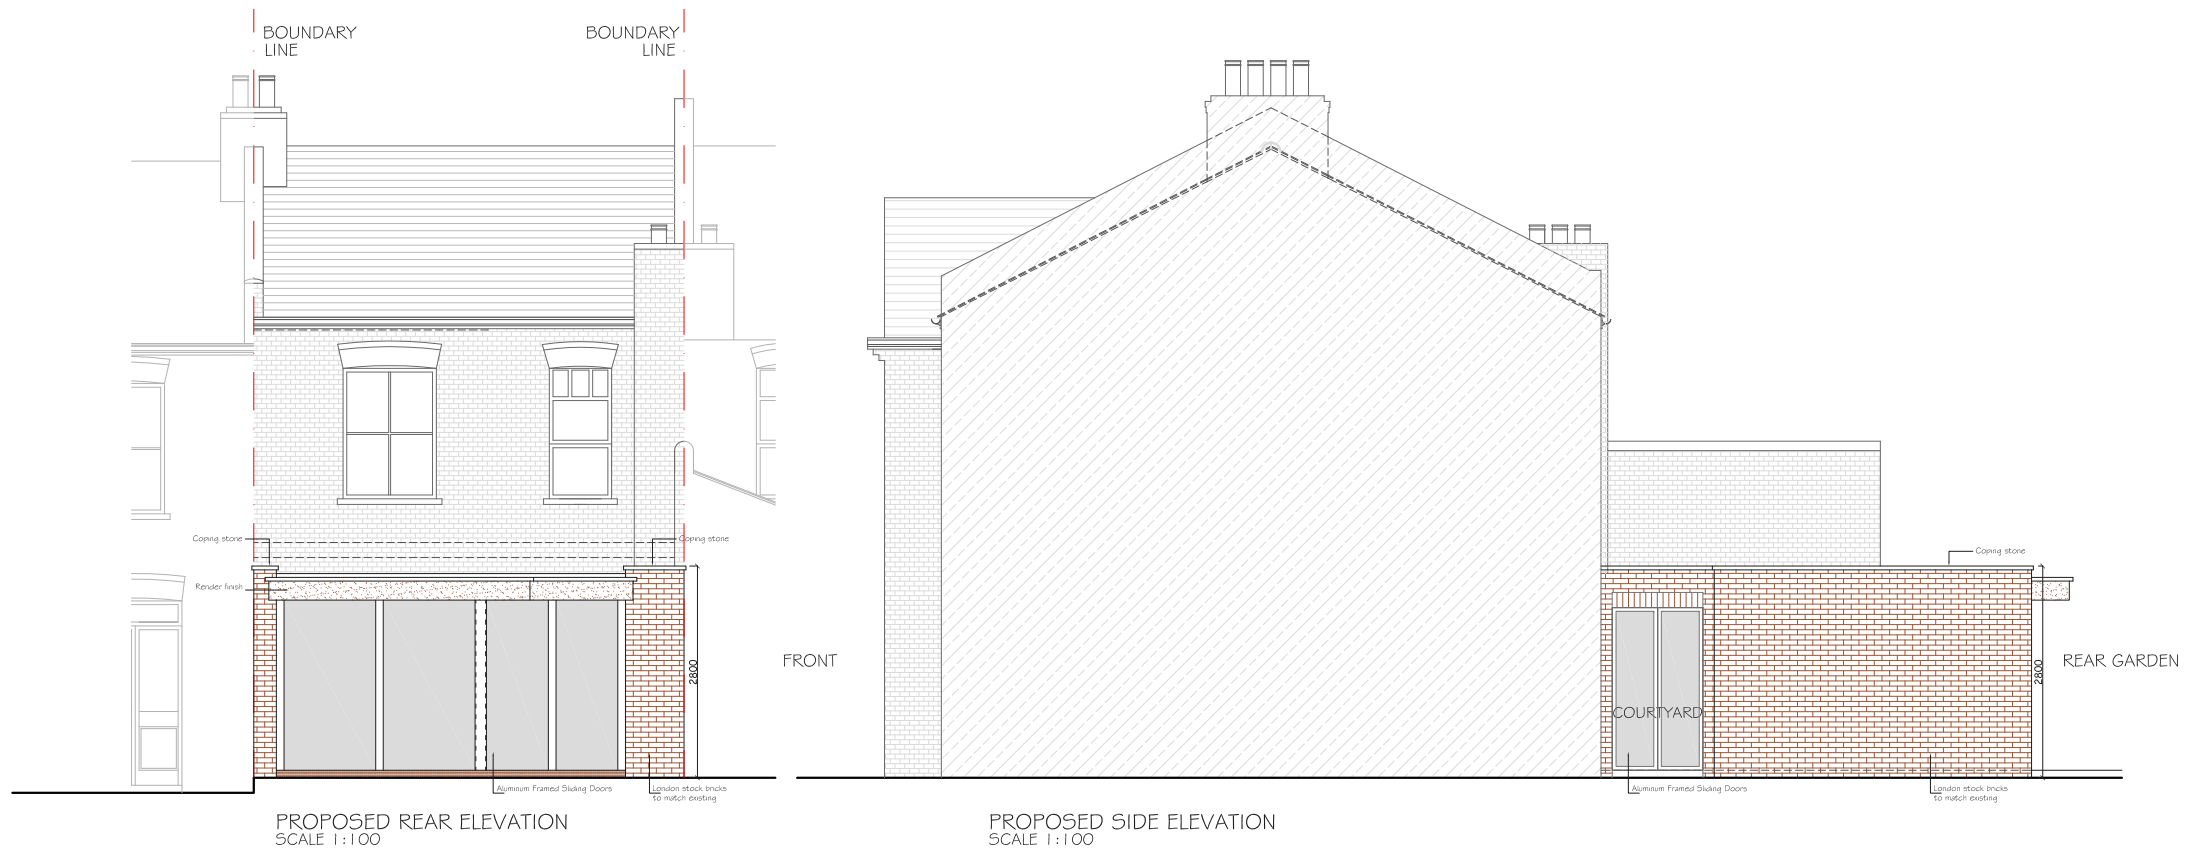 BOUNDARY
LINE
BOUNDARY
LINE
Coping stone
Coping stone
Render finish
2800
Aluminum Framed Sliding Doors
London stock bricks
to match existing
PROPOSED REAR ELEVATION
SCALE 1:100
FRONT
Coping stone
COURTYARD
2800
REAR GARDEN
Aluminum Framed Sliding Doors
London stock bricks
to match existing
PROPOSED SIDE ELEVATION
SCALE 1:100